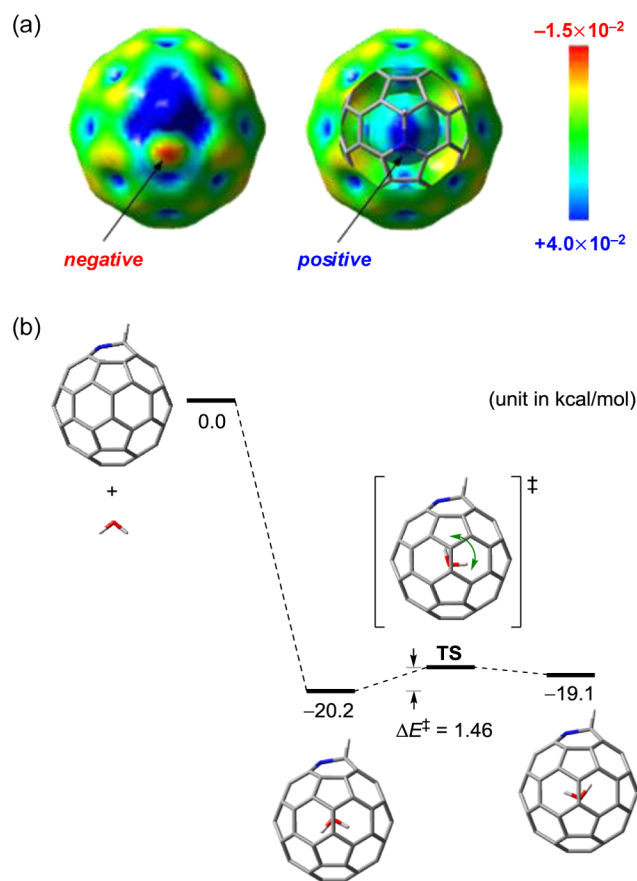 (a)
−1.5×10⁻²
negative
positive
+4.0×10⁻²
(b)
0.0
(unit in kcal/mol)
+
‡
TS
−20.2
−19.1
ΔE‡ = 1.46